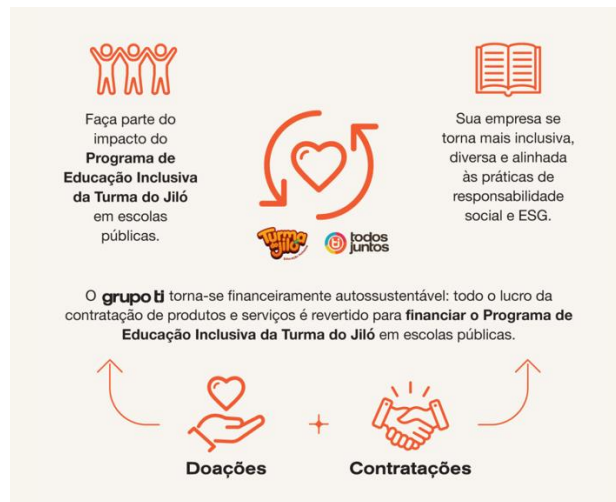 Faça parte do
impacto do
Programa de
Educação Inclusiva
da Turma do Jiló
em escolas
públicas.
Sua empresa se
torna mais inclusiva,
diversa e alinhada
às práticas de
responsabilidade
social e ESG.
Turma do Jiló
tj todos
juntos
O grupo tj torna-se financeiramente autossustentável: todo o lucro da
contratação de produtos e serviços é revertido para financiar o Programa de
Educação Inclusiva da Turma do Jiló em escolas públicas.
Doações + Contratações